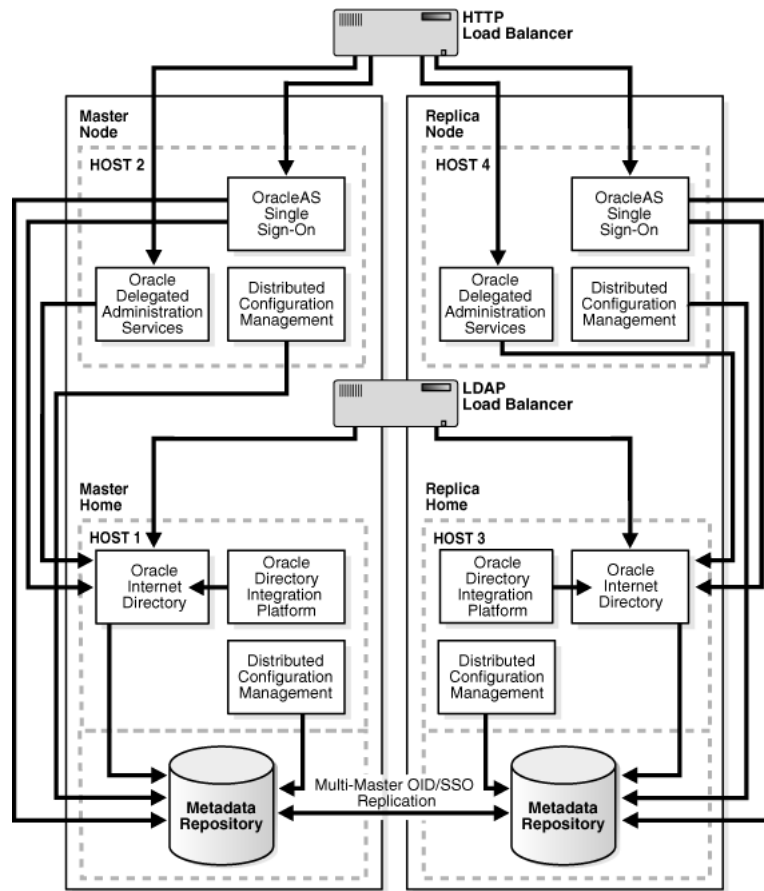 HTTP
Load Balancer
Master
Node
HOST 2
OracleAS
Single
Sign-On
Oracle
Delegated
Administration
Services
Distributed
Configuration
Management
Replica
Node
HOST 4
OracleAS
Single
Sign-On
Oracle
Delegated
Administration
Services
Distributed
Configuration
Management
LDAP
Load Balancer
Master
Home
HOST 1
Oracle
Internet
Directory
Oracle
Directory
Integration
Platform
Distributed
Configuration
Management
Metadata
Repository
Multi-Master OID/SSO
Replication
Replica
Home
HOST 3
Oracle
Directory
Integration
Platform
Oracle
Internet
Directory
Distributed
Configuration
Management
Metadata
Repository